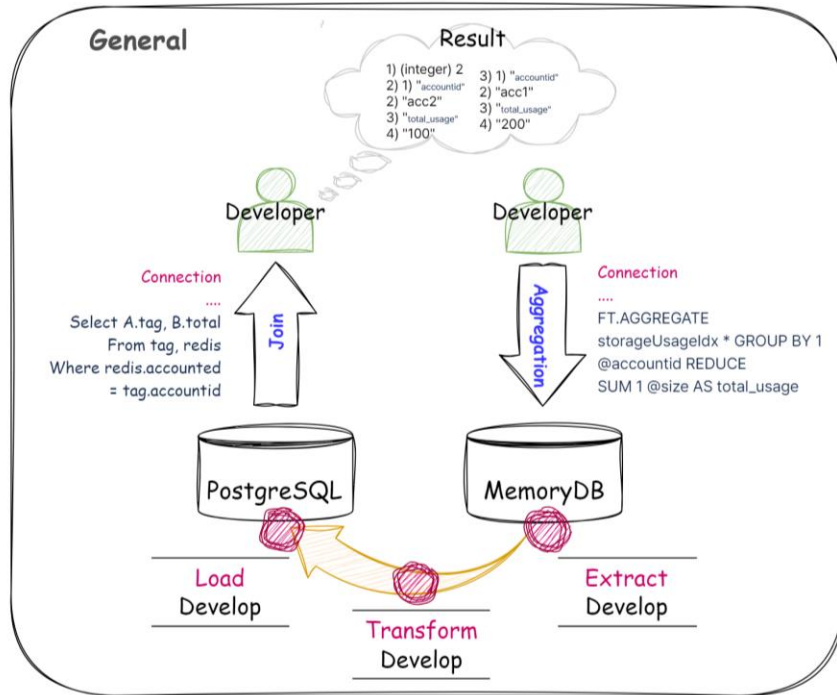 General
Result
1) (integer) 2
2) 1) "accountid"
2) "acc2"
3) "total_usage"
4) "100"
3) 1) "accountid"
2) "acc1"
3) "total_usage"
4) "200"
Developer
Developer
Connection
....
Select A.tag, B.total
From tag, redis
Where redis.accounted
= tag.accountid
Join
Aggregation
Connection
....
FT.AGGREGATE
storageUsageIdx * GROUP BY 1
@accountid REDUCE
SUM 1 @size AS total_usage
PostgreSQL
MemoryDB
Load
Develop
Transform
Develop
Extract
Develop